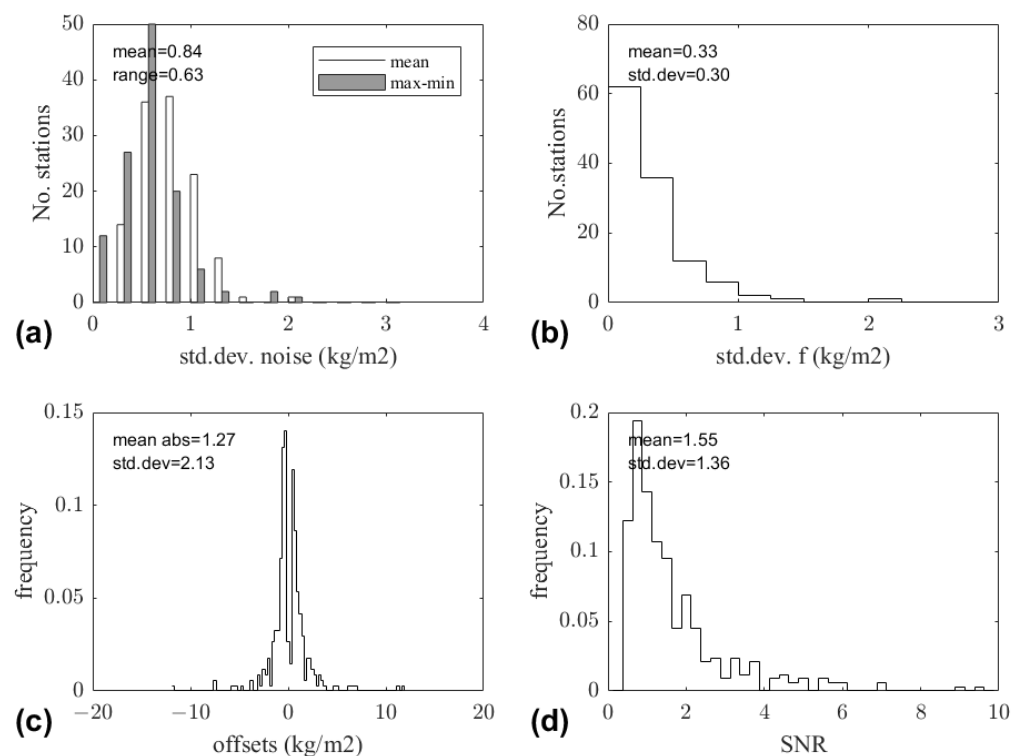 50
40
30
20
10
0
0
1
2
3
4
No. stations
mean=0.84
range=0.63
mean
max-min
std.dev. noise (kg/m2)
(a)
80
60
40
20
0
0
1
2
3
No.stations
mean=0.33
std.dev=0.30
std.dev. f (kg/m2)
(b)
0.15
0.1
0.05
0
−20
−10
0
10
20
frequency
mean abs=1.27
std.dev=2.13
offsets (kg/m2)
(c)
0.2
0.15
0.1
0.05
0
0
2
4
6
8
10
frequency
mean=1.55
std.dev=1.36
SNR
(d)